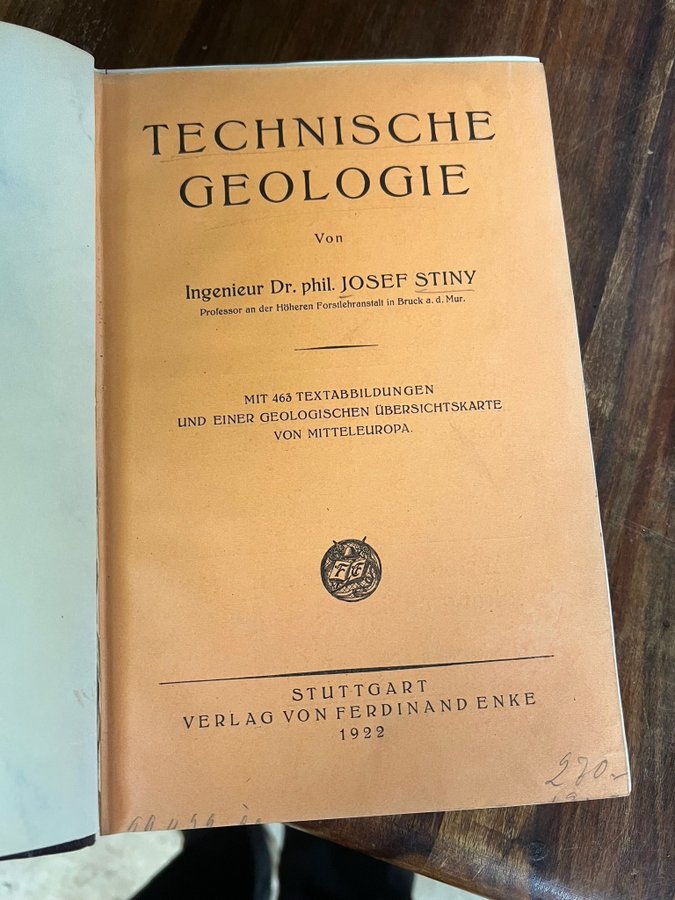 TECHNISCHE
GEOLOGIE
Von
Ingenieur Dr. phil. JOSEF STINY
Professor an der Höheren Forstlehranstalt in Bruck a. d. Mur.
MIT 463 TEXTABBILDUNGEN
UND EINER GEOLOGISCHEN ÜBERSICHTSKARTE
VON MITTELEUROPA.
F E
STUTTGART
VERLAG VON FERDINAND ENKE
1922
270.-